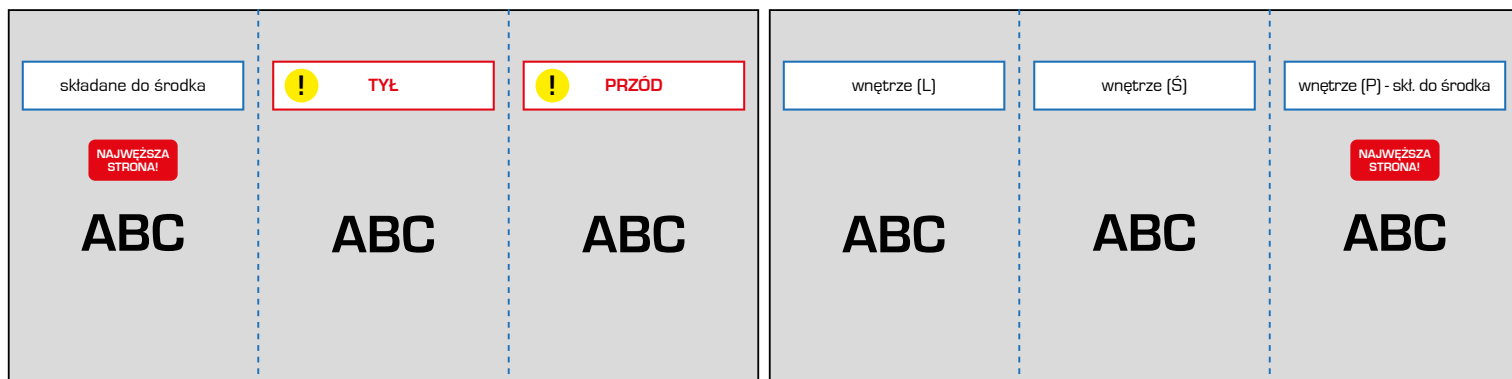 składane do środka
! TYŁ
! PRZÓD
NAJWĘŻSZA
STRONA!
ABC
ABC
ABC
wnętrze (L)
wnętrze (Ś)
wnętrze (P) - skł. do środka
NAJWĘŻSZA
STRONA!
ABC
ABC
ABC